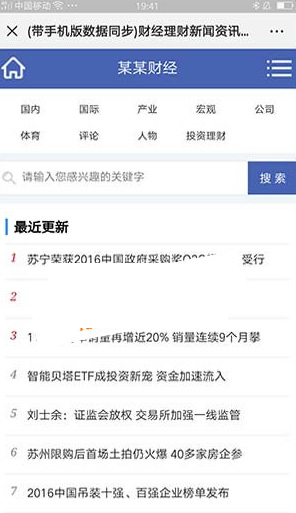 中国移动 19:41
× (带手机版数据同步)财经理财新闻资讯...
某某财经
国内 国际 产业 宏观 公司
体育 评论 人物 投资理财
请输入您感兴趣的关键字 搜 索
最近更新
1 苏宁荣获2016中国政府采购奖 受行
2
3 销量再增近20% 销量连续9个月攀
4 智能贝塔ETF成投资新宠 资金加速流入
5 刘士余：证监会放权 交易所加强一线监管
6 苏州限购后首场土拍仍火爆 40多家房企参
7 2016中国吊装十强、百强企业榜单发布